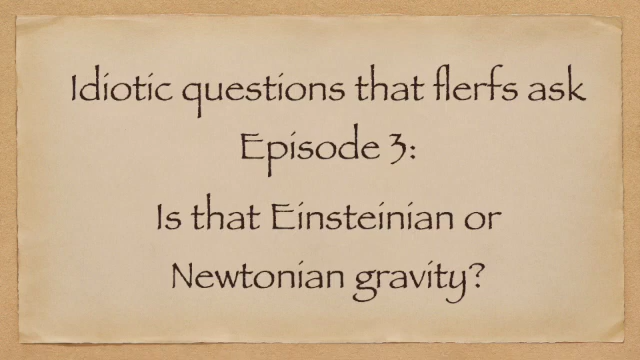 Idiotic questions that flerfs ask
Episode 3:
Is that Einsteinian or
Newtonian gravity?